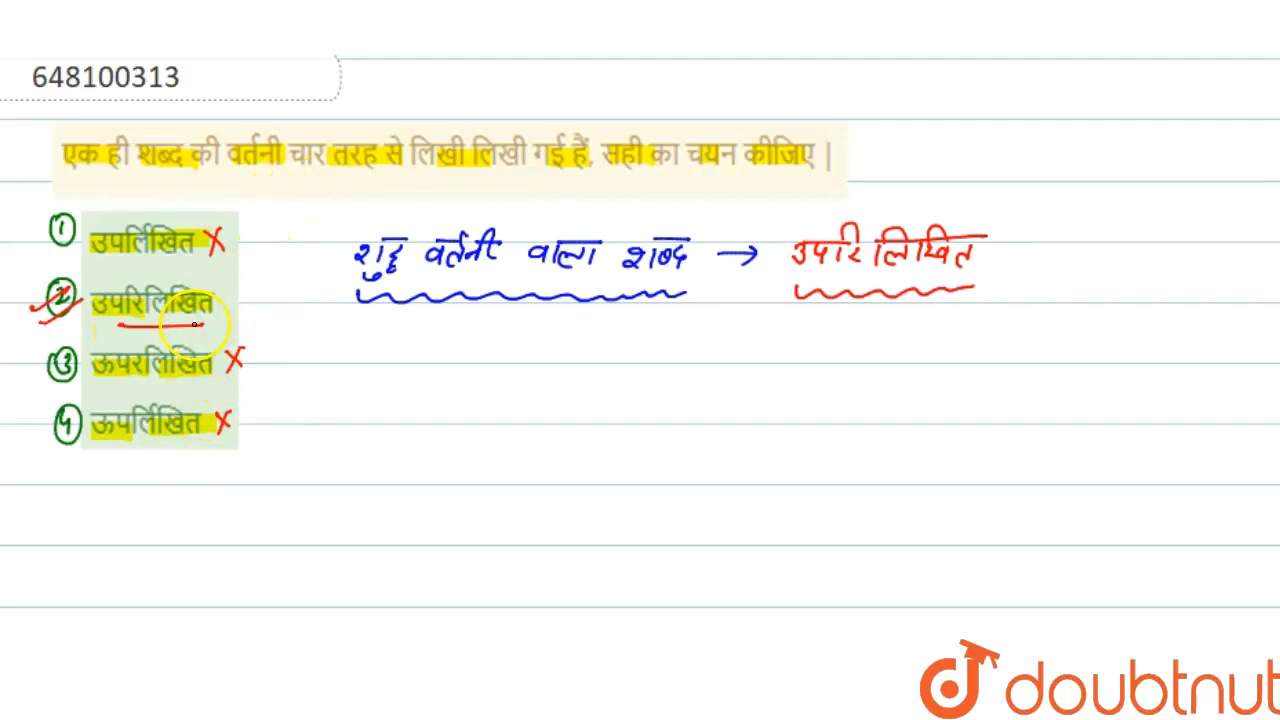 648100313
एक ही शब्द की वर्तनी चार तरह से लिखी लिखी गई हैं, सही का चयन कीजिए |
1 उपर्लिखित X
2 उपरिलिखित
3 ऊपरलिखित X
4 ऊपर्लिखित X
शुद्द वर्तनी वाला शब्द → उपरि लिखित
doubtnut